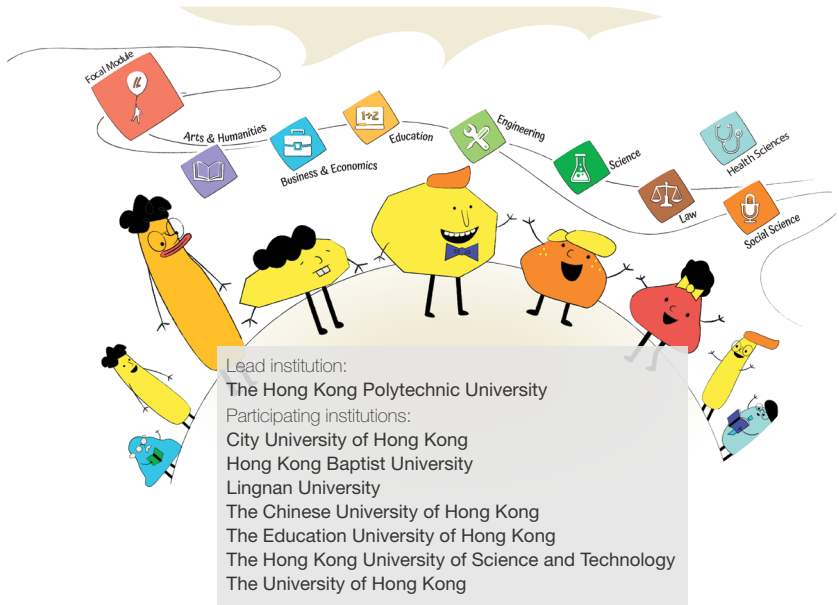 Focal Module
Arts & Humanities
Business & Economics
1+2
Education
Engineering
Science
Law
Health Sciences
Social Science
Lead institution:
The Hong Kong Polytechnic University
Participating institutions:
City University of Hong Kong
Hong Kong Baptist University
Lingnan University
The Chinese University of Hong Kong
The Education University of Hong Kong
The Hong Kong University of Science and Technology
The University of Hong Kong